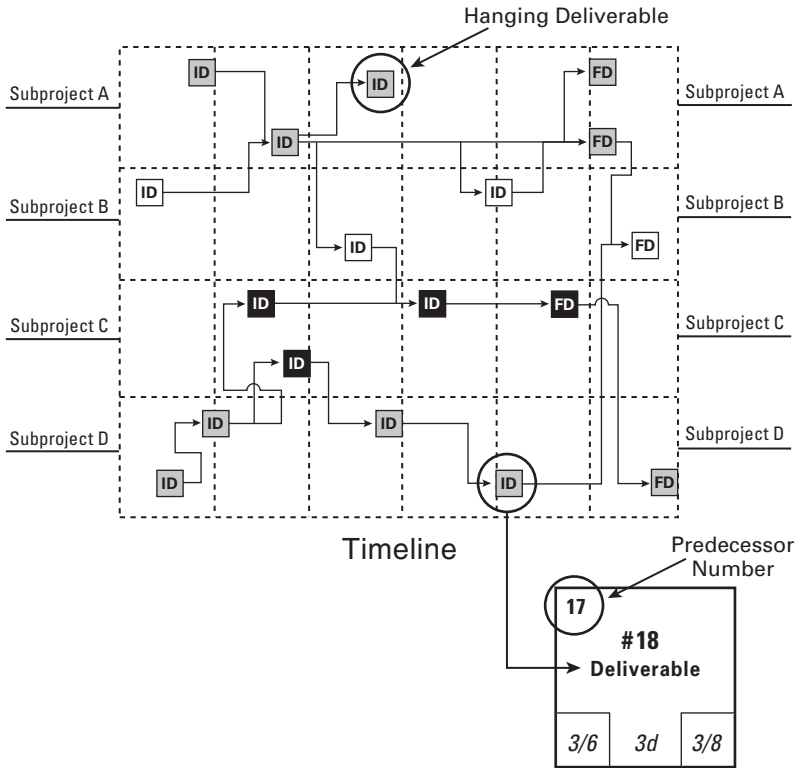 Hanging Deliverable
ID
FD
Subproject A
ID
Subproject A
ID
FD
ID
ID
Subproject B
Subproject B
ID
FD
ID
ID
FD
Subproject C
Subproject C
ID
ID
ID
Subproject D
Subproject D
ID
ID
FD
Timeline
Predecessor
Number
17
#18
Deliverable
3/6
3d
3/8